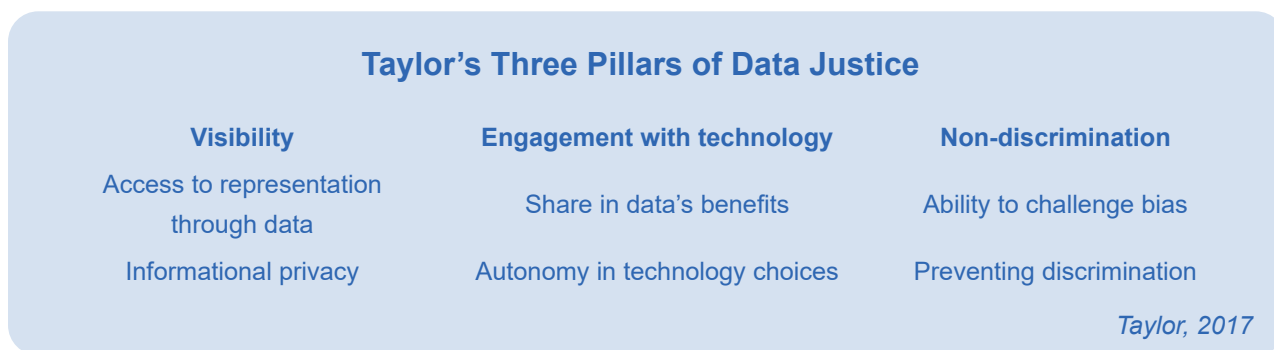 Taylor’s Three Pillars of Data Justice
Visibility
Engagement with technology
Non-discrimination
Access to representation
through data
Share in data’s benefits
Ability to challenge bias
Informational privacy
Autonomy in technology choices
Preventing discrimination
Taylor, 2017